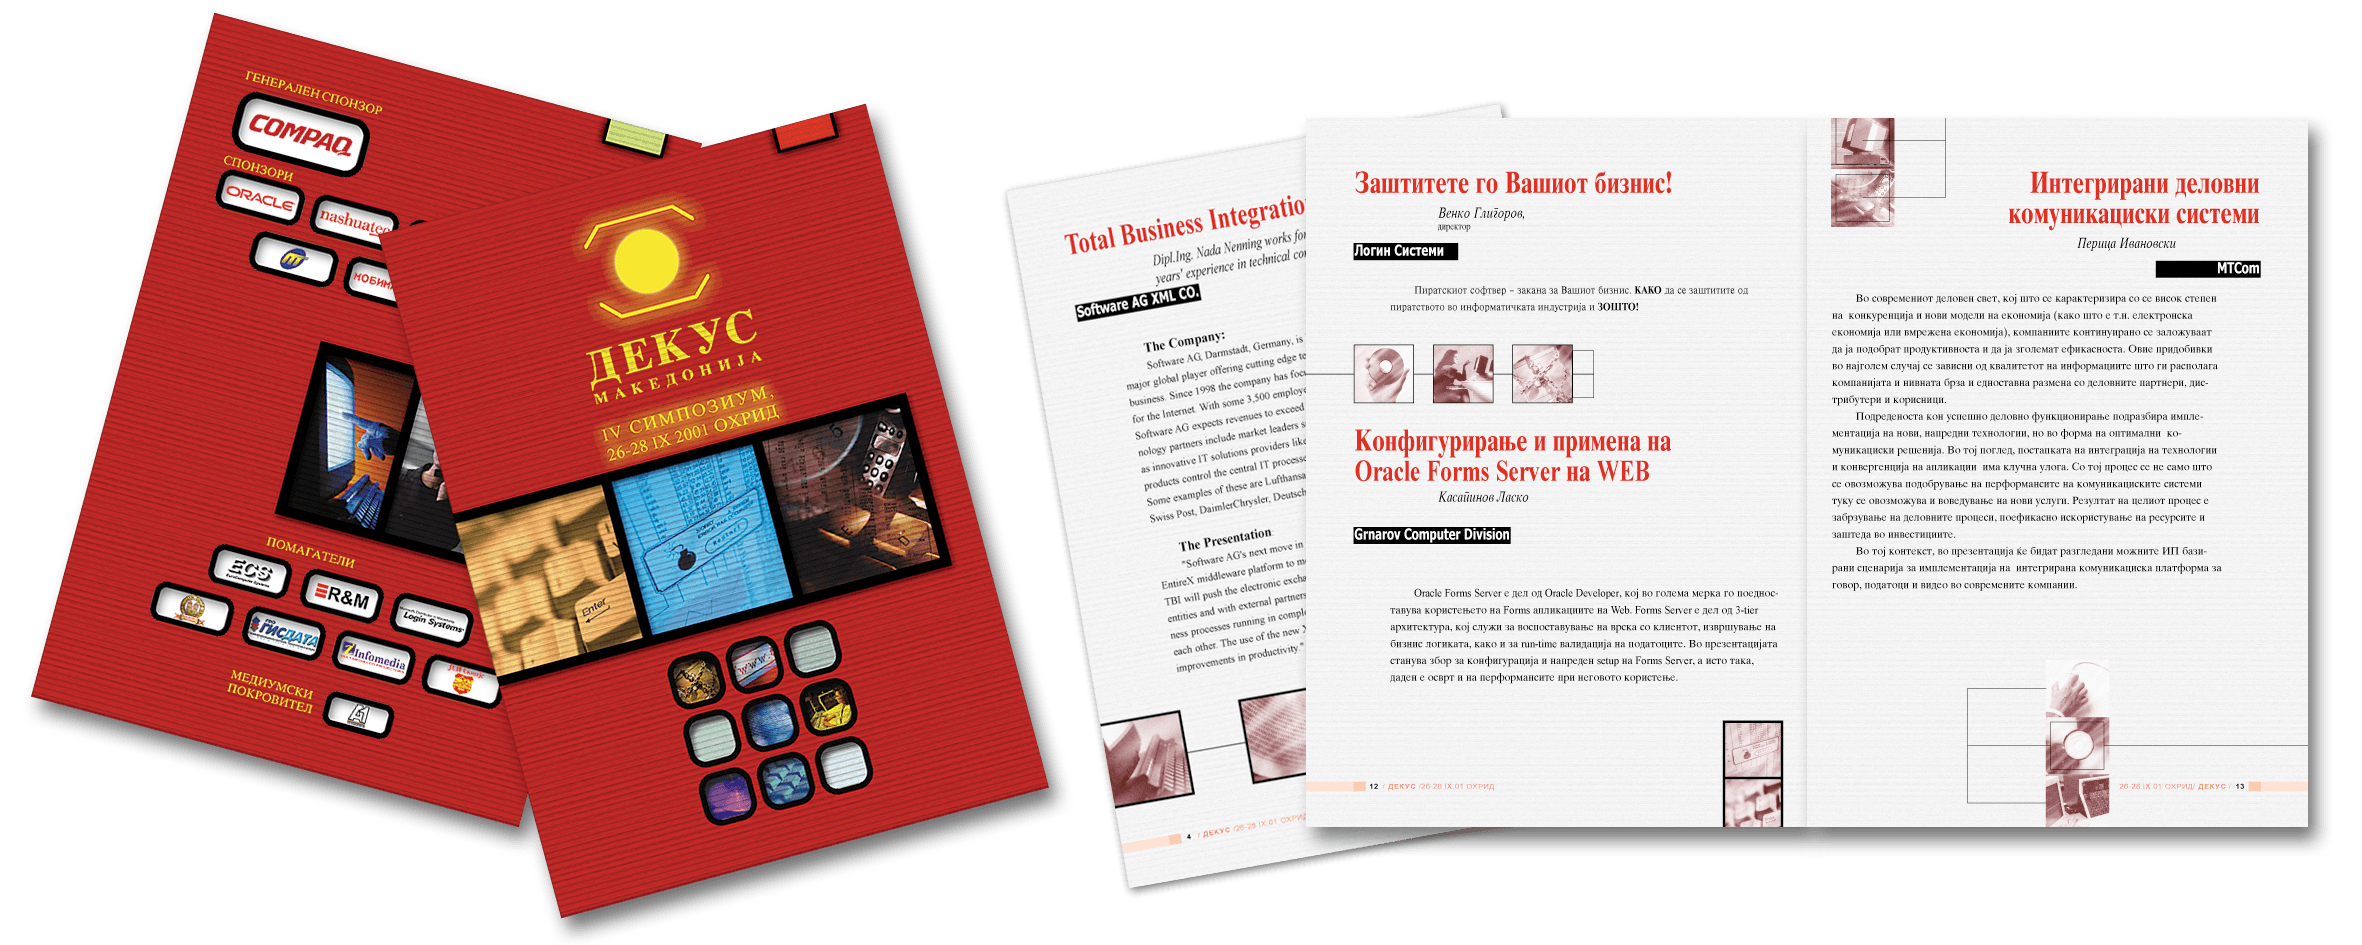 ГЕНЕРАЛЕН СПОНЗОР
COMPAQ
СПОНЗОРИ
ORACLE
nashuatec
МОБИМ
ПОМАГАТЕЛИ
ECS
R&M
Login Systems
ГИСДАТА
Infomedia
МЕДИУМСКИ
ПОКРОВИТЕЛ
A1
ДЕКУС
МАКЕДОНИЈА
IV СИМПОЗИУМ,
26-28 IX 2001 ОХРИД
Enter
www.
Total Business Integratio
Dipl.Ing. Nada Nenning works for
years' experience in technical co
Software AG XML CO.
The Company:
Software AG, Darmstadt, Germany, is
major global player offering cutting edge te
business. Since 1998 the company has focu
for the Internet. With some 3,500 employe
Software AG expects revenues to exceed
nology partners include market leaders s
as innovative IT solutions providers like
products control the central IT processe
Some examples of these are Lufthansa
Swiss Post, DaimlerChrysler, Deutsch
The Presentation
"Software AG's next move in
EntireX middleware platform to m
TBI will push the electronic excha
entities and with external partners
ness processes running in comple
each other. The use of the new X
improvements in productivity."
4 / ДЕКУС /26-28 IX.01 ОХРИД
Заштитете го Вашиот бизнис!
Венко Глигоров,
директор
Логин Системи
Пиратскиот софтвер – закана за Вашиот бизнис. КАКО да се заштитите од
пиратството во информатичката индустрија и ЗОШТО!
Конфигурирање и примена на
Oracle Forms Server на WEB
Касапинов Ласко
Grnarov Computer Division
Oracle Forms Server е дел од Oracle Developer, кој во голема мерка го поеднос-
тавува користењето на Forms апликациите на Web. Forms Server е дел од 3-tier
архитектура, кој служи за воспоставување на врска со клиентот, извршување на
бизнис логиката, како и за run-time валидација на податоците. Во презентацијата
станува збор за конфигурација и напреден setup на Forms Server, а исто така,
даден е осврт и на перформансите при неговото користење.
12 / ДЕКУС /26-28 IX.01 ОХРИД
Интегрирани деловни
комуникациски системи
Перица Ивановски
MTCom
Во современиот деловен свет, кој што се карактеризира со се висок степен
на конкуренција и нови модели на економија (како што е т.н. електронска
економија или вмрежена економија), компаниите континуирано се заложуваат
да ја подобрат продуктивноста и да ја зголемат ефикасноста. Овие придобивки
во најголем случај се зависни од квалитетот на информациите што ги располага
компанијата и нивната брза и едноставна размена со деловните партнери, дис-
трибутери и корисници.
Подреденоста кон успешно деловно функционирање подразбира импле-
ментација на нови, напредни технологии, но во форма на оптимални ко-
муникациски решенија. Во тој поглед, постапката на интеграција на технологии
и конвергенција на апликации има клучна улога. Со тој процес се не само што
се овозможува подобрување на перформансите на комуникациските системи
туку се овозможува и воведување на нови услуги. Резултат на целиот процес е
забрзување на деловните процеси, поефикасно искористување на ресурсите и
заштеда во инвестициите.
Во тој контекст, во презентација ќе бидат разгледани можните ИП бази-
рани сценарија за имплементација на интегрирана комуникациска платформа за
говор, податоци и видео во современите компании.
26-28.IX.01 ОХРИД/ ДЕКУС / 13